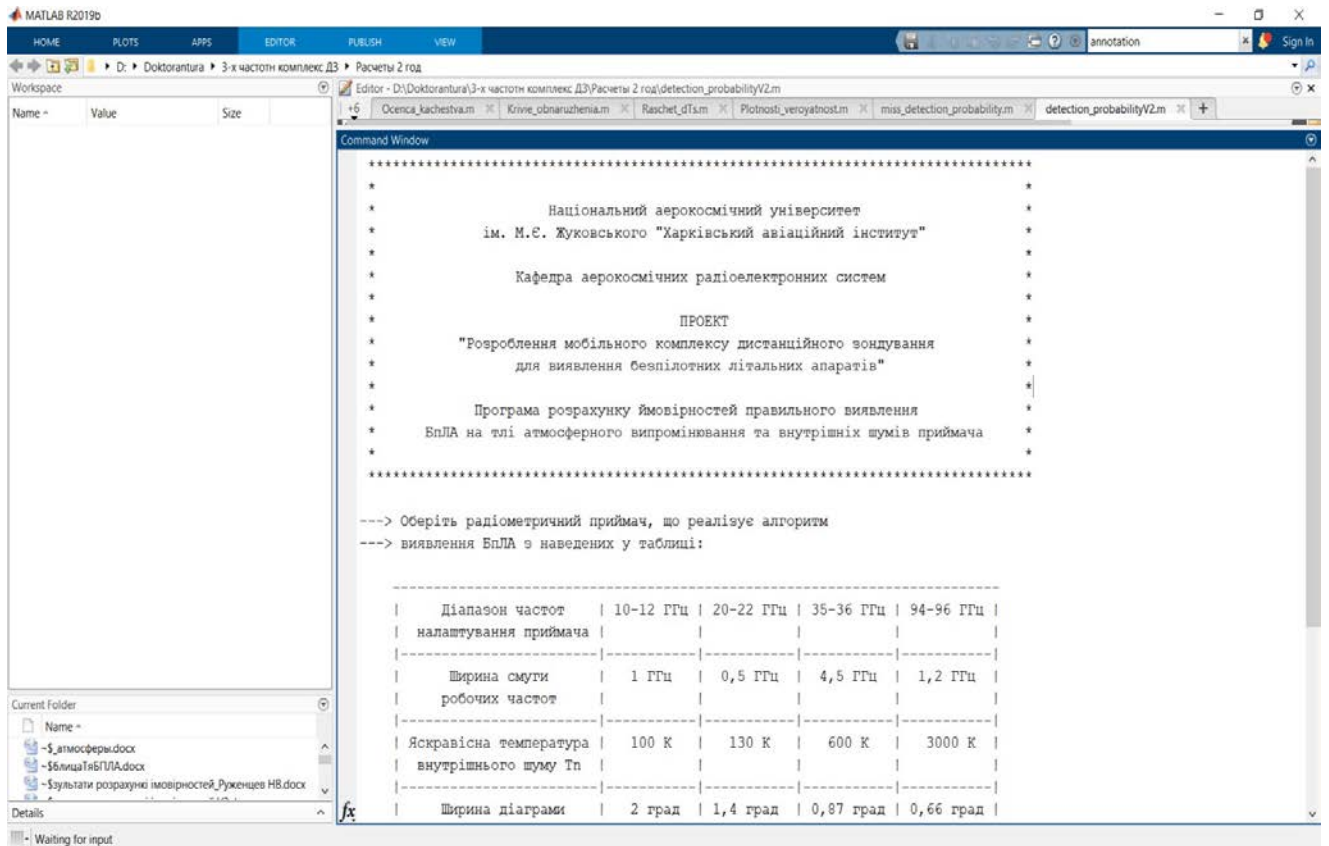 MATLAB R2019b
HOME PLOTS APPS EDITOR PUBLISH VIEW annotation Sign In
D: Doktorantura 3-х частотн комплекс ДЗ Расчеты 2 год
Workspace
Name Value Size
Editor - D:\Doktorantura\3-х частотн комплекс ДЗ\Расчеты 2 год\detection_probabilityV2.m
+6 Ocenca_kachestva.m Krivie_obnaruzhenia.m Raschet_dTs.m Plotnosti_veroyatnost.m miss_detection_probability.m detection_probabilityV2.m +
Command Window
*********************************************************************************
* *
* Національний аерокосмічний університет *
* ім. М.Є. Жуковського "Харківський авіаційний інститут" *
* *
* Кафедра аерокосмічних радіоелектронних систем *
* *
* ПРОЕКТ *
* "Розроблення мобільного комплексу дистанційного зондування *
* для виявлення безпілотних літальних апаратів" *
* *
* Програма розрахунку ймовірностей правильного виявлення *
* БпЛА на тлі атмосферного випромінювання та внутрішніх шумів приймача *
* *
*********************************************************************************
---> Оберіть радіометричний приймач, що реалізує алгоритм
---> виявлення БпЛА з наведених у таблиці:
--------------------------------------------------------------------------
| Діапазон частот | 10-12 ГГц | 20-22 ГГц | 35-36 ГГц | 94-96 ГГц |
| налаштування приймача | | | | |
|------------------------|-----------|-----------|-----------|-----------|
| Ширина смуги | 1 ГГц | 0,5 ГГц | 4,5 ГГц | 1,2 ГГц |
| робочих частот | | | | |
|------------------------|-----------|-----------|-----------|-----------|
| Яскравісна температура | 100 К | 130 К | 600 К | 3000 К |
| внутрішнього шуму Тп | | | | |
|------------------------|-----------|-----------|-----------|-----------|
| Ширина діаграми | 2 град | 1,4 град | 0,87 град | 0,66 град |
Current Folder
Name
~$_атмосферы.docx
~$блицаТяБПЛА.docx
~$зультати розрахункі імовірностей_Руженцев НВ.docx
Details
fx
Waiting for input